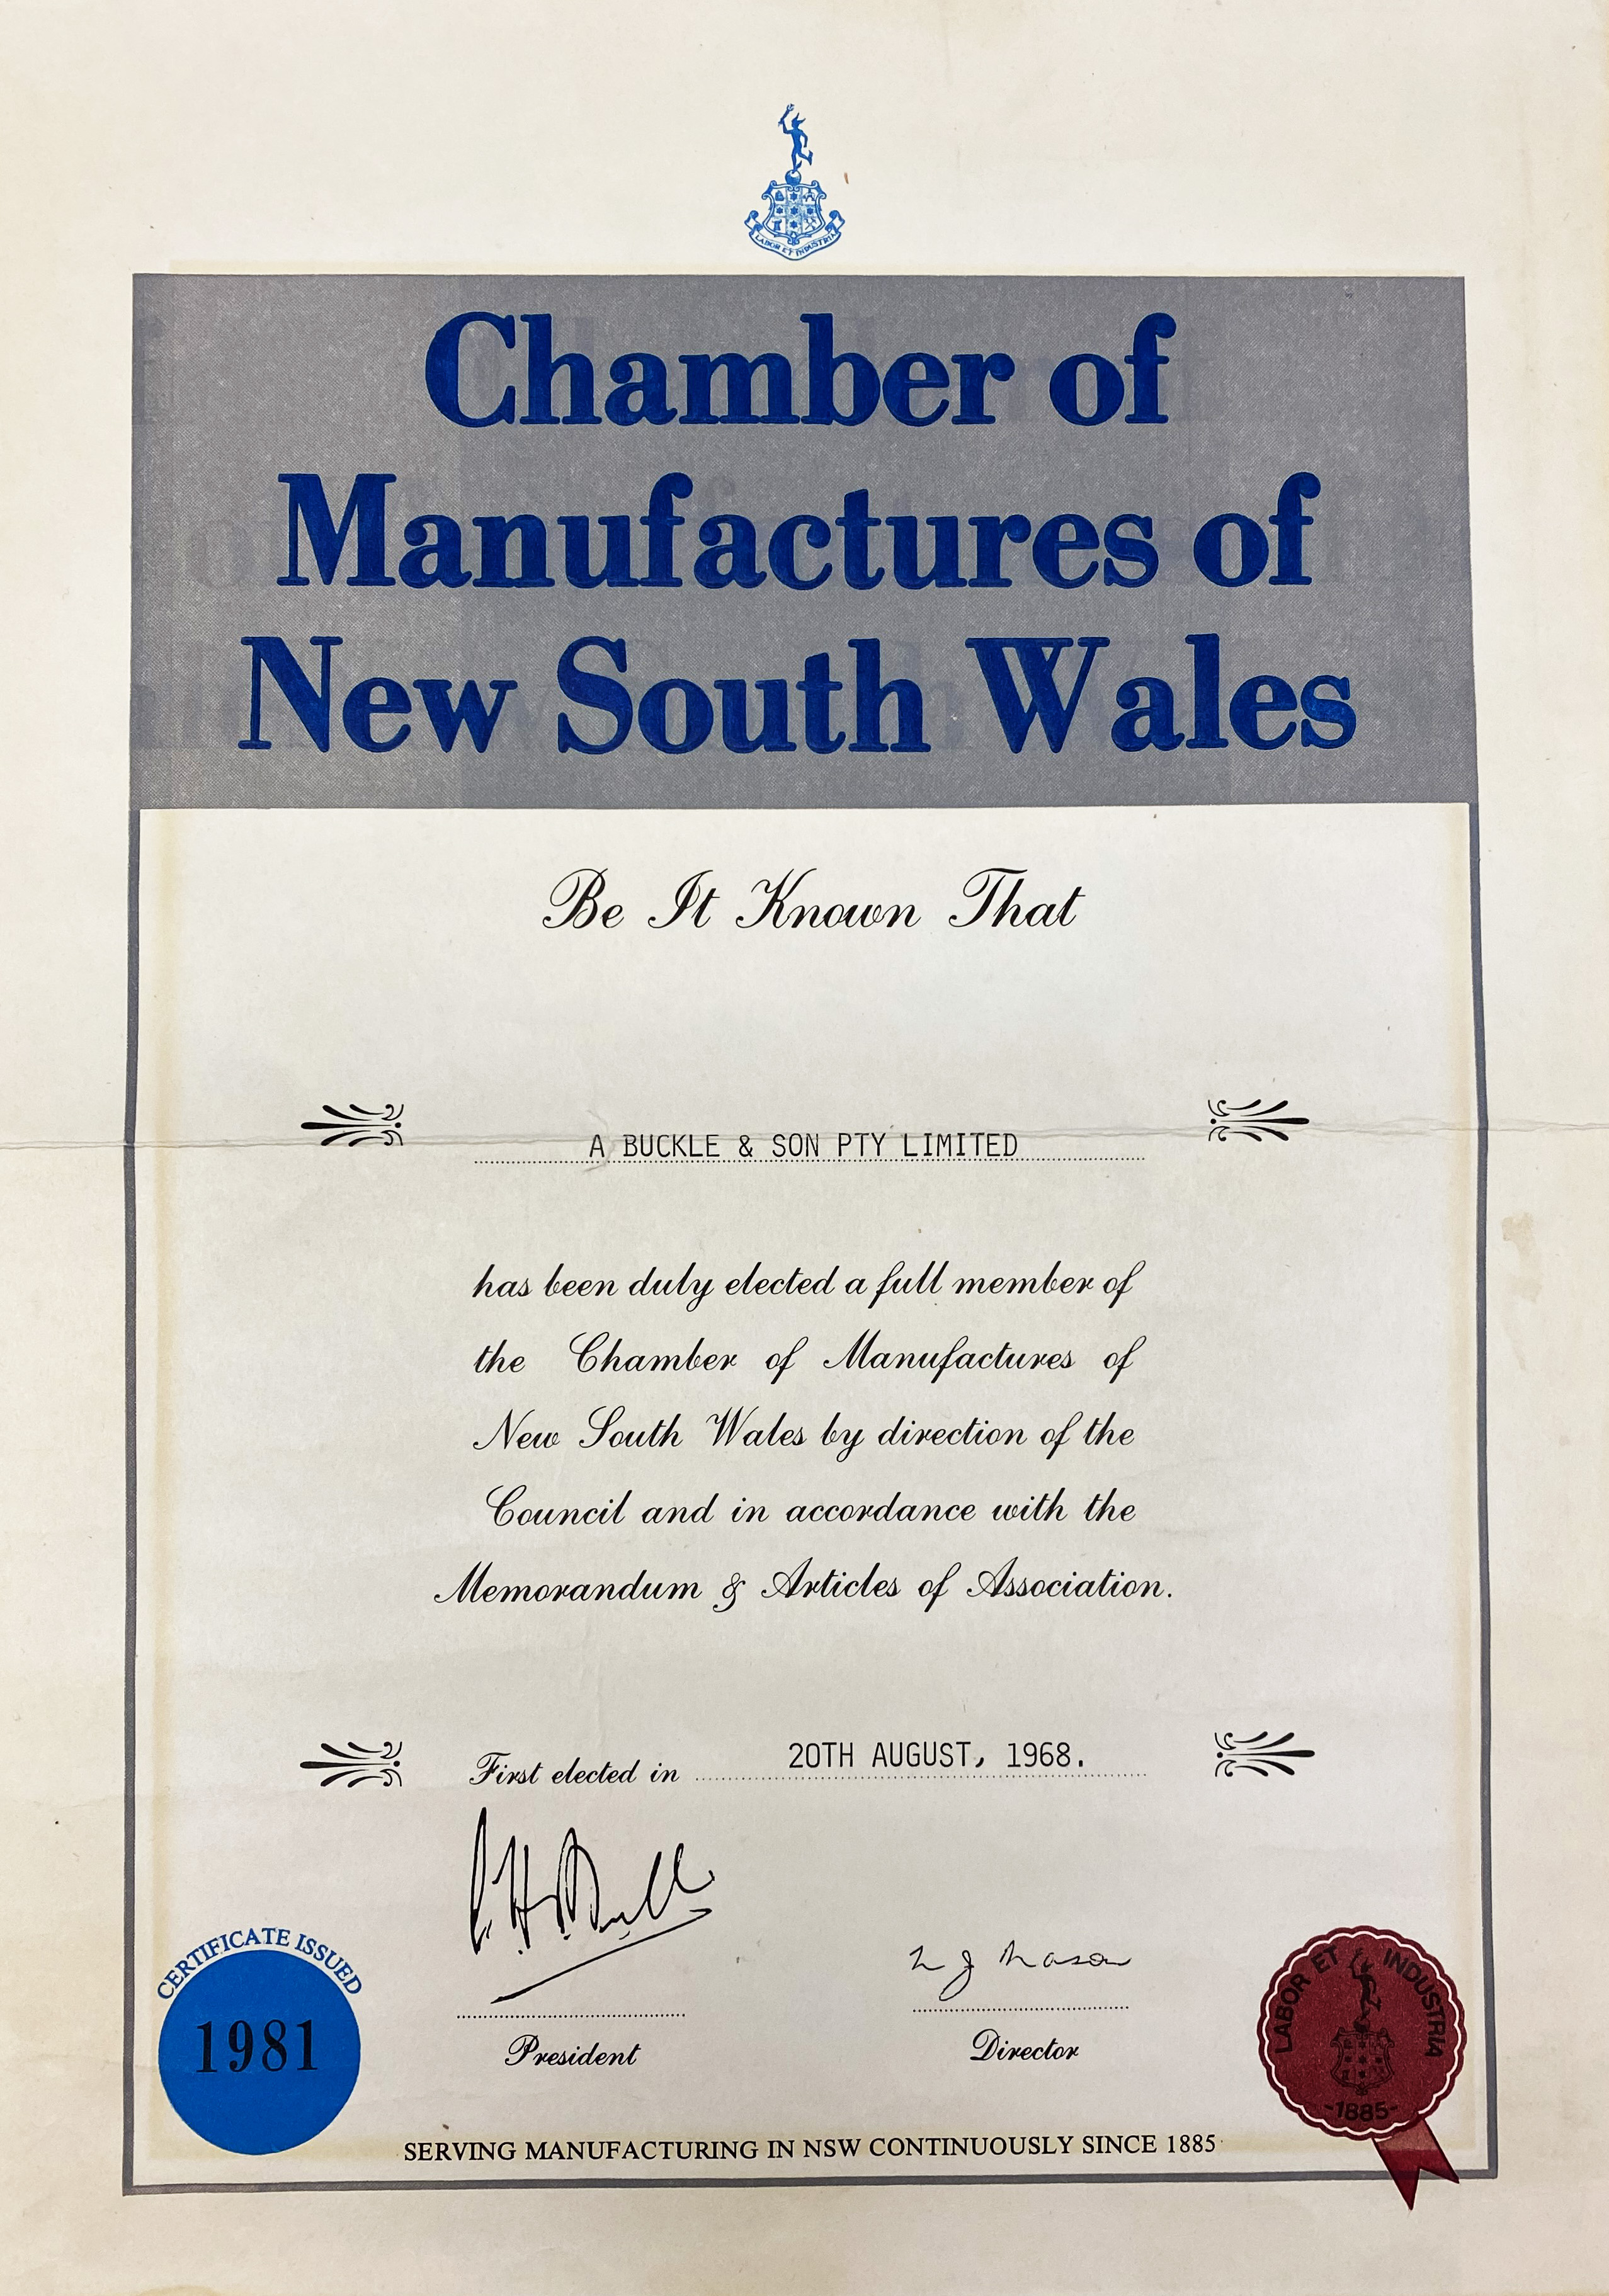 LABOR ET INDUSTRIA
Chamber of
Manufactures of
New South Wales
Be It Known That
A BUCKLE & SON PTY LIMITED
has been duly elected a full member of
the Chamber of Manufactures of
New South Wales by direction of the
Council and in accordance with the
Memorandum & Articles of Association.
First elected in 20TH AUGUST, 1968.
CERTIFICATE ISSUED
1981
President
Director
LABOR ET INDUSTRIA
-1885-
SERVING MANUFACTURING IN NSW CONTINUOUSLY SINCE 1885